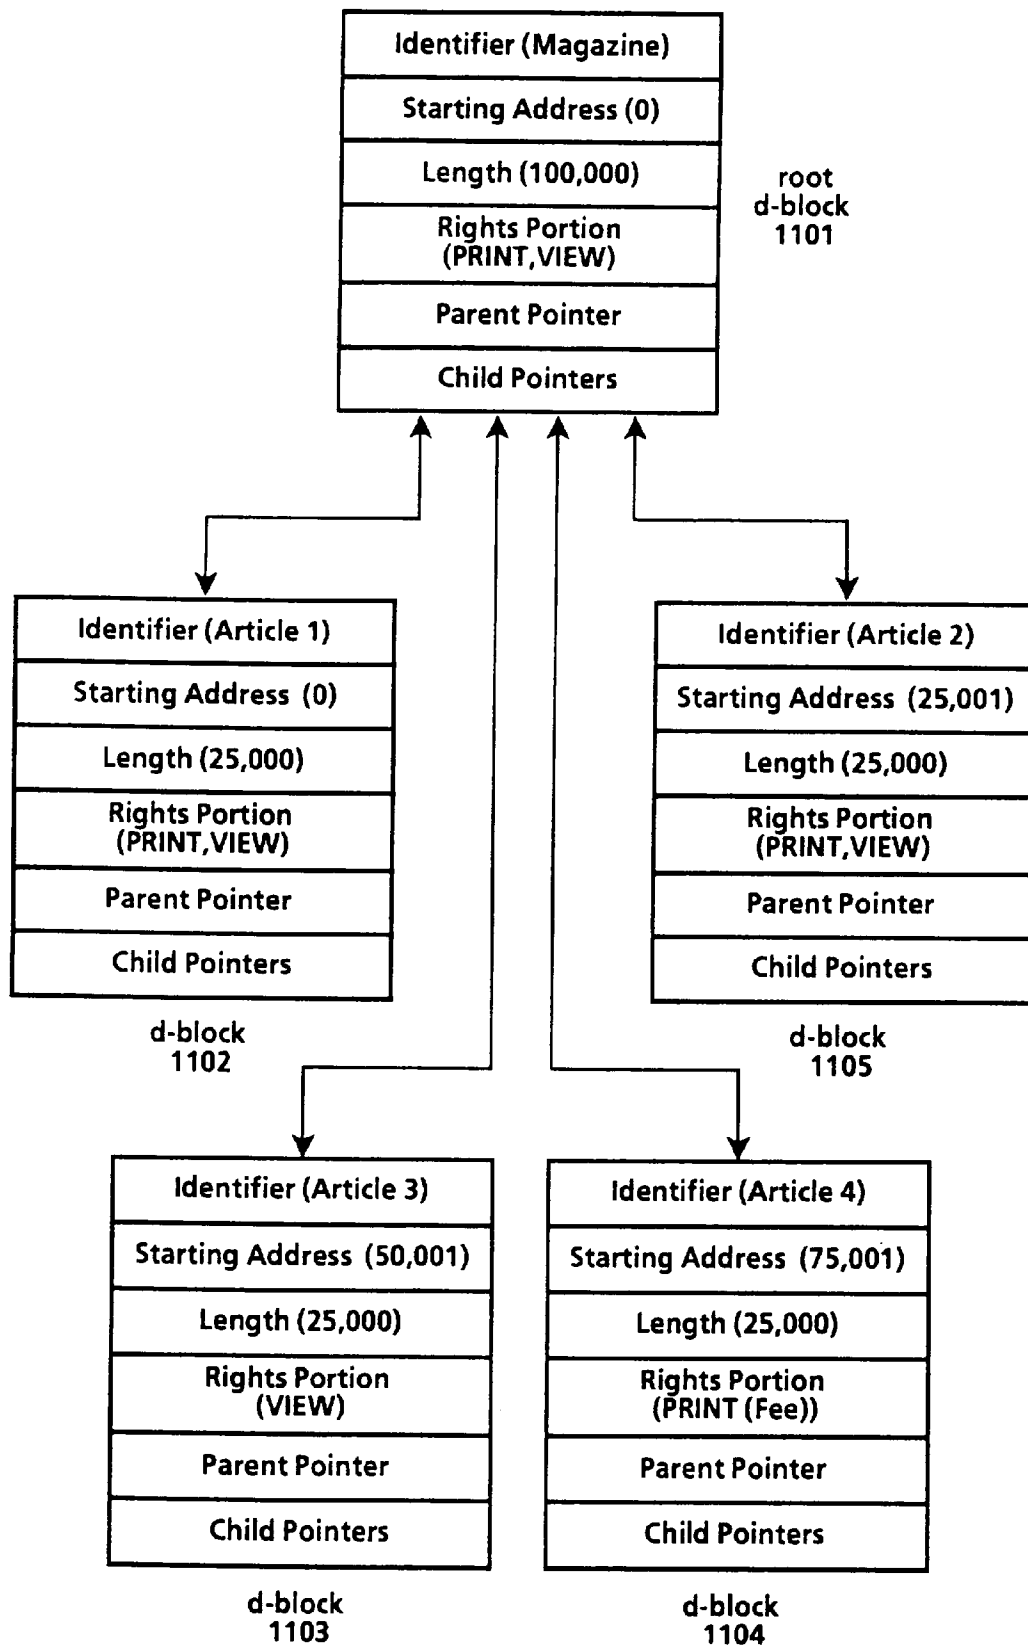 Identifier (Magazine)
Starting Address (0)
Length (100,000)
Rights Portion
(PRINT,VIEW)
Parent Pointer
Child Pointers
root
d-block
1101
Identifier (Article 1)
Starting Address (0)
Length (25,000)
Rights Portion
(PRINT,VIEW)
Parent Pointer
Child Pointers
d-block
1102
Identifier (Article 2)
Starting Address (25,001)
Length (25,000)
Rights Portion
(PRINT,VIEW)
Parent Pointer
Child Pointers
d-block
1105
Identifier (Article 3)
Starting Address (50,001)
Length (25,000)
Rights Portion
(VIEW)
Parent Pointer
Child Pointers
d-block
1103
Identifier (Article 4)
Starting Address (75,001)
Length (25,000)
Rights Portion
(PRINT (Fee))
Parent Pointer
Child Pointers
d-block
1104